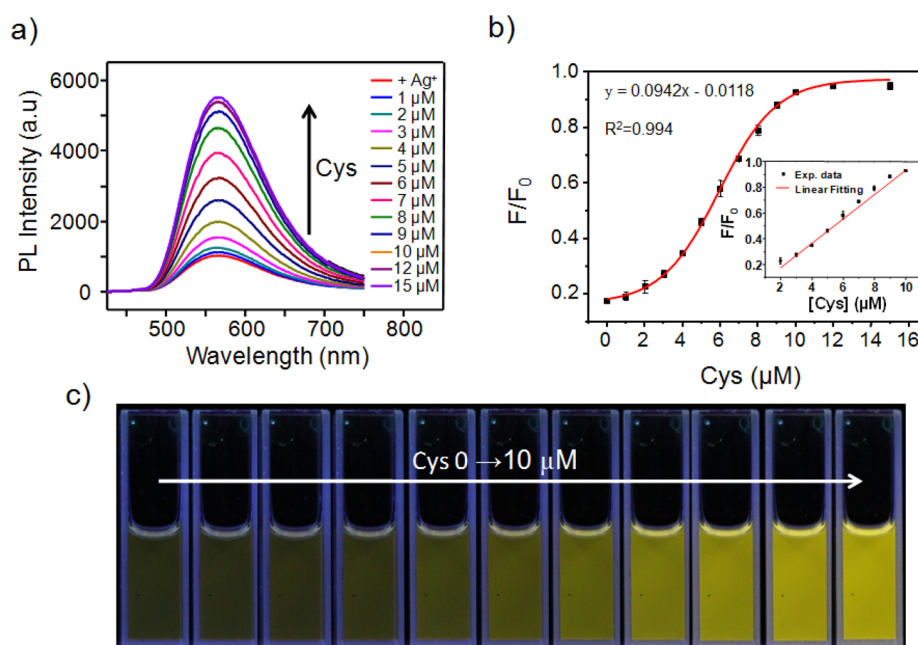 a)
6000
4000
2000
0
PL Intensity (a.u)
500 600 700 800
Wavelength (nm)
Cys
+ Ag⁺
1 µM
2 µM
3 µM
4 µM
5 µM
6 µM
7 µM
8 µM
9 µM
10 µM
12 µM
15 µM
b)
1.0
0.8
0.6
0.4
0.2
F/F₀
y = 0.0942x - 0.0118
R²=0.994
0 2 4 6 8 10 12 14 16
Cys (µM)
1.0
0.8
0.6
0.4
0.2
F/F₀
Exp. data
Linear Fitting
2 4 6 8 10
[Cys] (µM)
c)
Cys 0 →10 µM